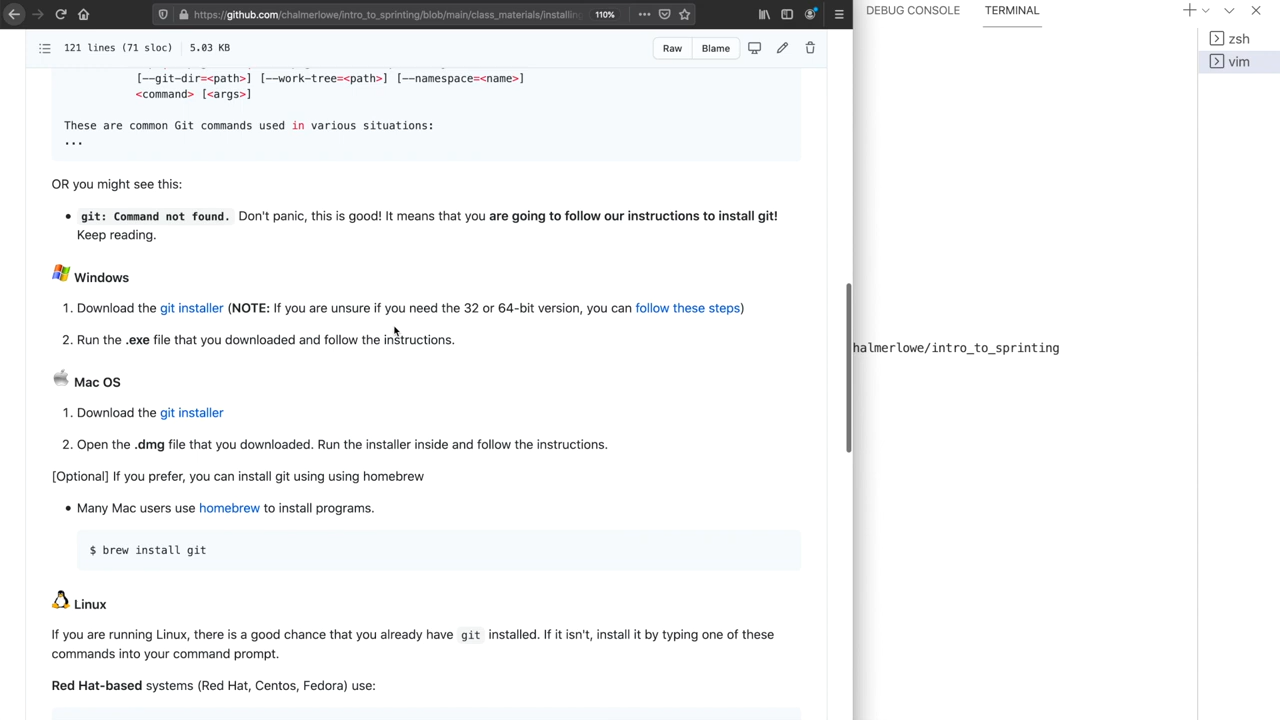 https://github.com/chalmerlowe/intro_to_sprinting/blob/main/class_materials/installing
110%
DEBUG CONSOLE
TERMINAL
121 lines (71 sloc)
5.03 KB
Raw
Blame
zsh
vim
[--git-dir=<path>] [--work-tree=<path>] [--namespace=<name>]
<command> [<args>]
These are common Git commands used in various situations:
...
OR you might see this:
• git: Command not found. Don't panic, this is good! It means that you are going to follow our instructions to install git!
Keep reading.
Windows
1. Download the git installer (NOTE: If you are unsure if you need the 32 or 64-bit version, you can follow these steps)
2. Run the .exe file that you downloaded and follow the instructions.
halmerlowe/intro_to_sprinting
Mac OS
1. Download the git installer
2. Open the .dmg file that you downloaded. Run the installer inside and follow the instructions.
[Optional] If you prefer, you can install git using using homebrew
• Many Mac users use homebrew to install programs.
$ brew install git
Linux
If you are running Linux, there is a good chance that you already have git installed. If it isn't, install it by typing one of these
commands into your command prompt.
Red Hat-based systems (Red Hat, Centos, Fedora) use: